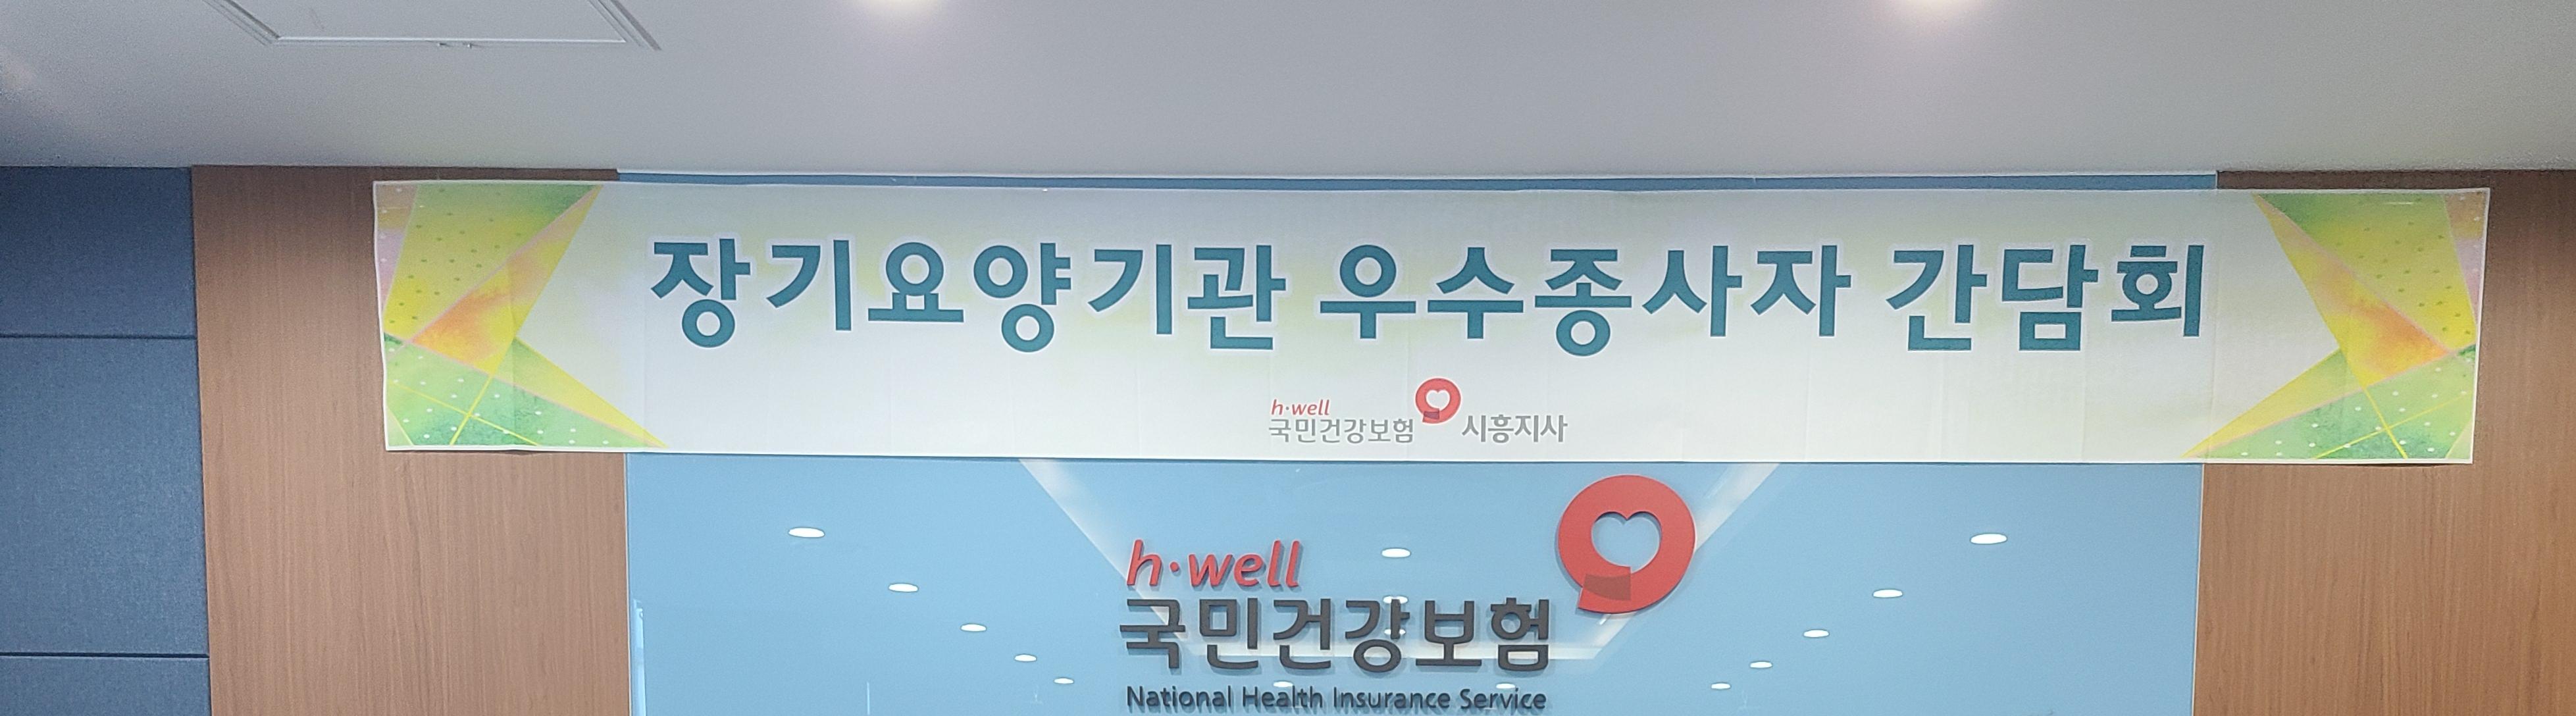 장기요양기관 우수종사자 간담회
h·well
국민건강보험 시흥지사
h·well
국민건강보험
National Health Insurance Service